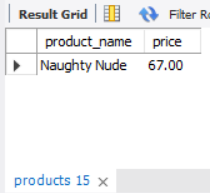 Result Grid Filter Ro
product_name price
Naughty Nude 67.00
products 15 ×